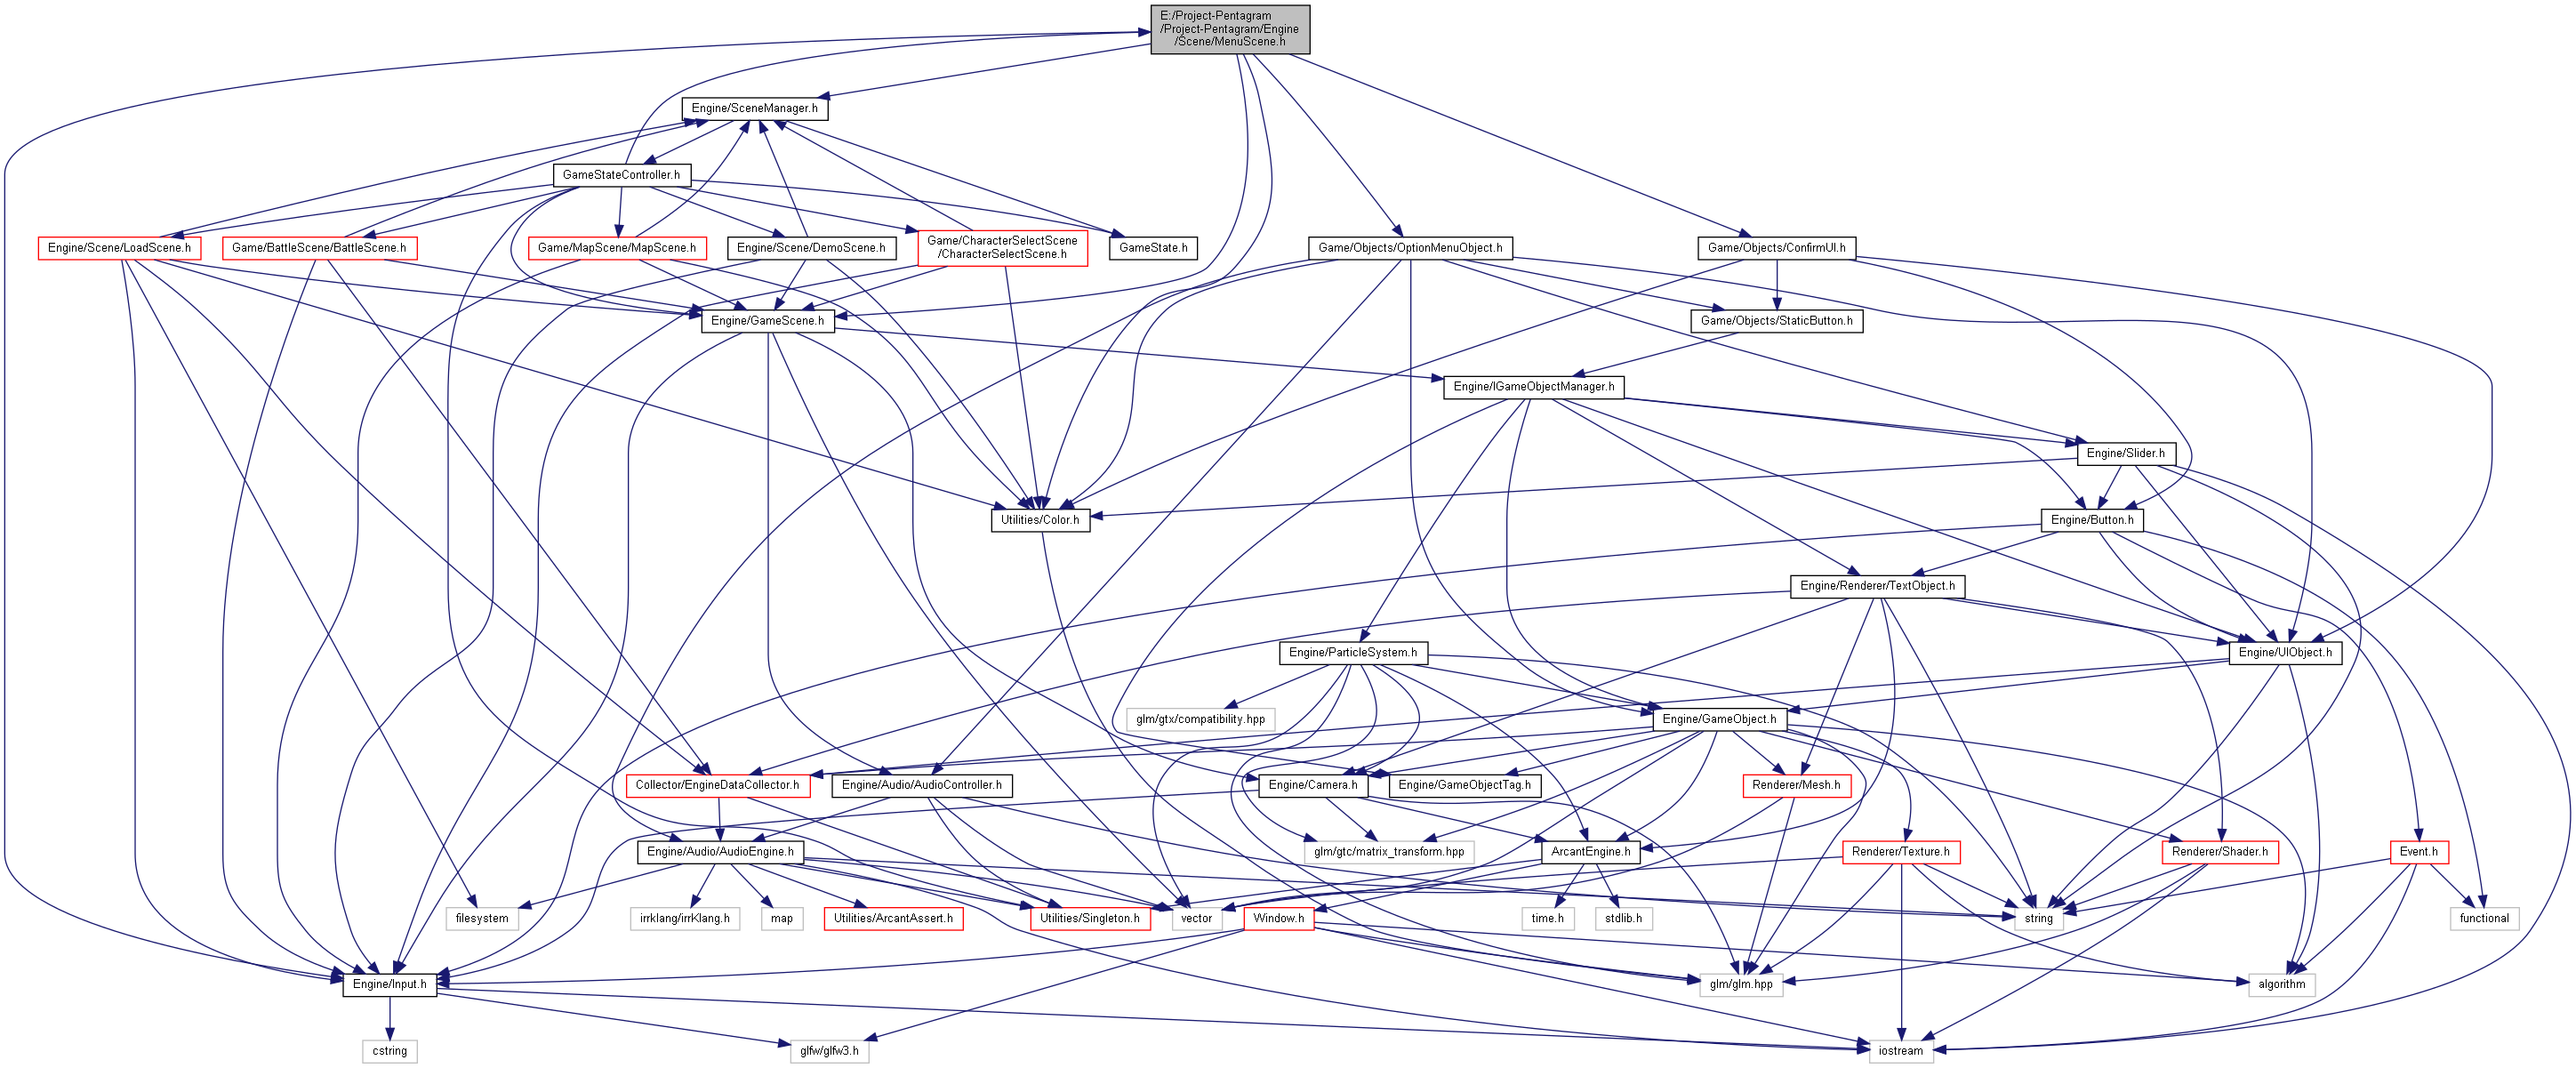 E:/Project-Pentagram
/Project-Pentagram/Engine
/Scene/MenuScene.h
Engine/SceneManager.h
GameStateController.h
Engine/Scene/LoadScene.h
Game/BattleScene/BattleScene.h
Game/MapScene/MapScene.h
Engine/Scene/DemoScene.h
Game/CharacterSelectScene
/CharacterSelectScene.h
GameState.h
Game/Objects/OptionMenuObject.h
Game/Objects/ConfirmUI.h
Engine/GameScene.h
Game/Objects/StaticButton.h
Engine/IGameObjectManager.h
Engine/Slider.h
Utilities/Color.h
Engine/Button.h
Engine/Renderer/TextObject.h
Engine/ParticleSystem.h
Engine/UIObject.h
glm/gtx/compatibility.hpp
Engine/GameObject.h
Collector/EngineDataCollector.h
Engine/Audio/AudioController.h
Engine/Camera.h
Engine/GameObjectTag.h
Renderer/Mesh.h
Engine/Audio/AudioEngine.h
glm/gtc/matrix_transform.hpp
ArcantEngine.h
Renderer/Texture.h
Renderer/Shader.h
Event.h
filesystem
irrklang/irrKlang.h
map
Utilities/ArcantAssert.h
Utilities/Singleton.h
vector
Window.h
time.h
stdlib.h
string
functional
Engine/Input.h
glm/glm.hpp
algorithm
cstring
glfw/glfw3.h
iostream